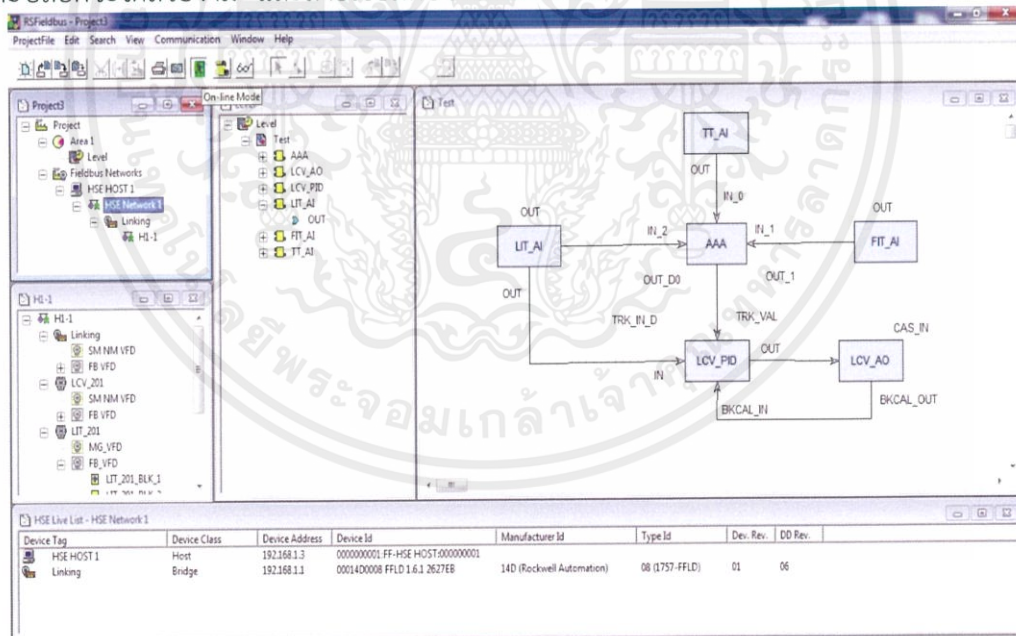 RSFieldbus - Project3
ProjectFile Edit Search View Communication Window Help
On-line Mode
Project3
Project
Area 1
Level
Fieldbus Networks
HSE HOST 1
HSE Network 1
Linking
H1-1
Level
Test
AAA
LCV_AO
LCV_PID
LIT_AI
OUT
FIT_AI
TT_AI
Test
TT_AI
OUT
IN_0
OUT
LIT_AI
IN_2
AAA
IN_1
OUT
FIT_AI
OUT
OUT_D0
OUT_1
TRK_IN_D
TRK_VAL
CAS_IN
IN
LCV_PID
OUT
LCV_AO
BKCAL_IN
BKCAL_OUT
H1-1
H1-1
Linking
SM NM VFD
FB VFD
LCV_201
SM NM VFD
FB VFD
LIT_201
MG_VFD
FB_VFD
LIT_201_BLK_1
HSE Live List - HSE Network 1
Device Tag Device Class Device Address Device Id Manufacturer Id Type Id Dev. Rev. DD Rev.
HSE HOST 1 Host 192.168.1.3 000000001:FF-HSE HOST:000000001
Linking Bridge 192.168.1.1 00014D0008 FFLD 1.6.1 2627EB 14D (Rockwell Automation) 08 (1757-FFLD) 01 06